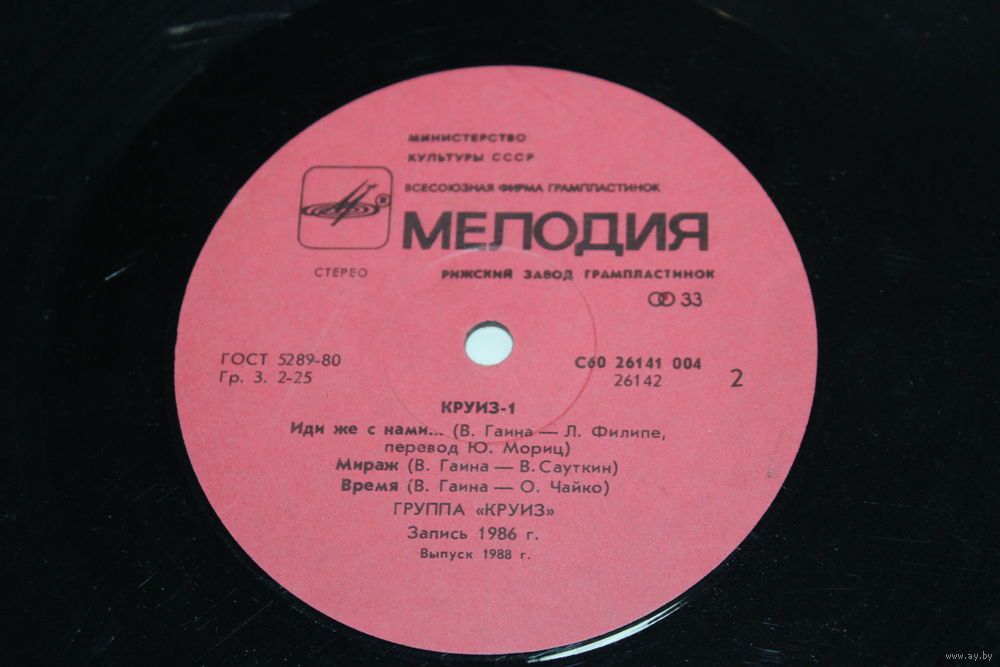 МИНИСТЕРСТВО
КУЛЬТУРЫ СССР
ВСЕСОЮЗНАЯ ФИРМА ГРАМПЛАСТИНОК
®
МЕЛОДИЯ
СТЕРЕО
РИЖСКИЙ ЗАВОД ГРАМПЛАСТИНОК
33
ГОСТ 5289-80
Гр. 3. 2-25
С60 26141 004
26142
2
КРУИЗ-1
Иди же с нами... (В. Гаина — Л. Филипе,
перевод Ю. Мориц)
Мираж (В. Гаина — В. Сауткин)
Время (В. Гаина — О. Чайко)
ГРУППА «КРУИЗ»
Запись 1986 г.
Выпуск 1988 г.
www.ay.by